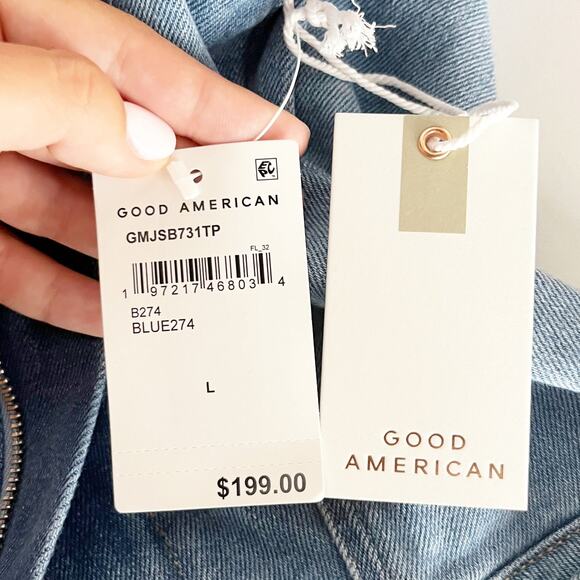 GOOD AMERICAN
GMJSB731TP
FL_32
1 97217 46803 4
B274
BLUE274
L
$199.00
GOOD
AMERICAN